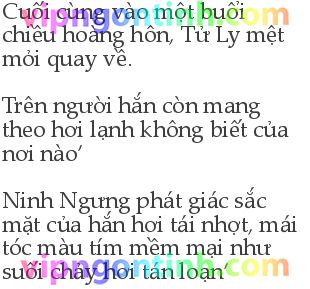 Cuối cùng vào một buổi
chiều hoàng hôn, Tử Ly mệt
mỏi quay về.
Trên người hắn còn mang
theo hơi lạnh không biết của
nơi nào’
Ninh Ngưng phát giác sắc
mặt của hắn hơi tái nhợt, mái
tóc màu tím mềm mại như
suối chảy hơi tán loạn’
vipngontinh.com
vipngontinh.com
vipngontinh.com